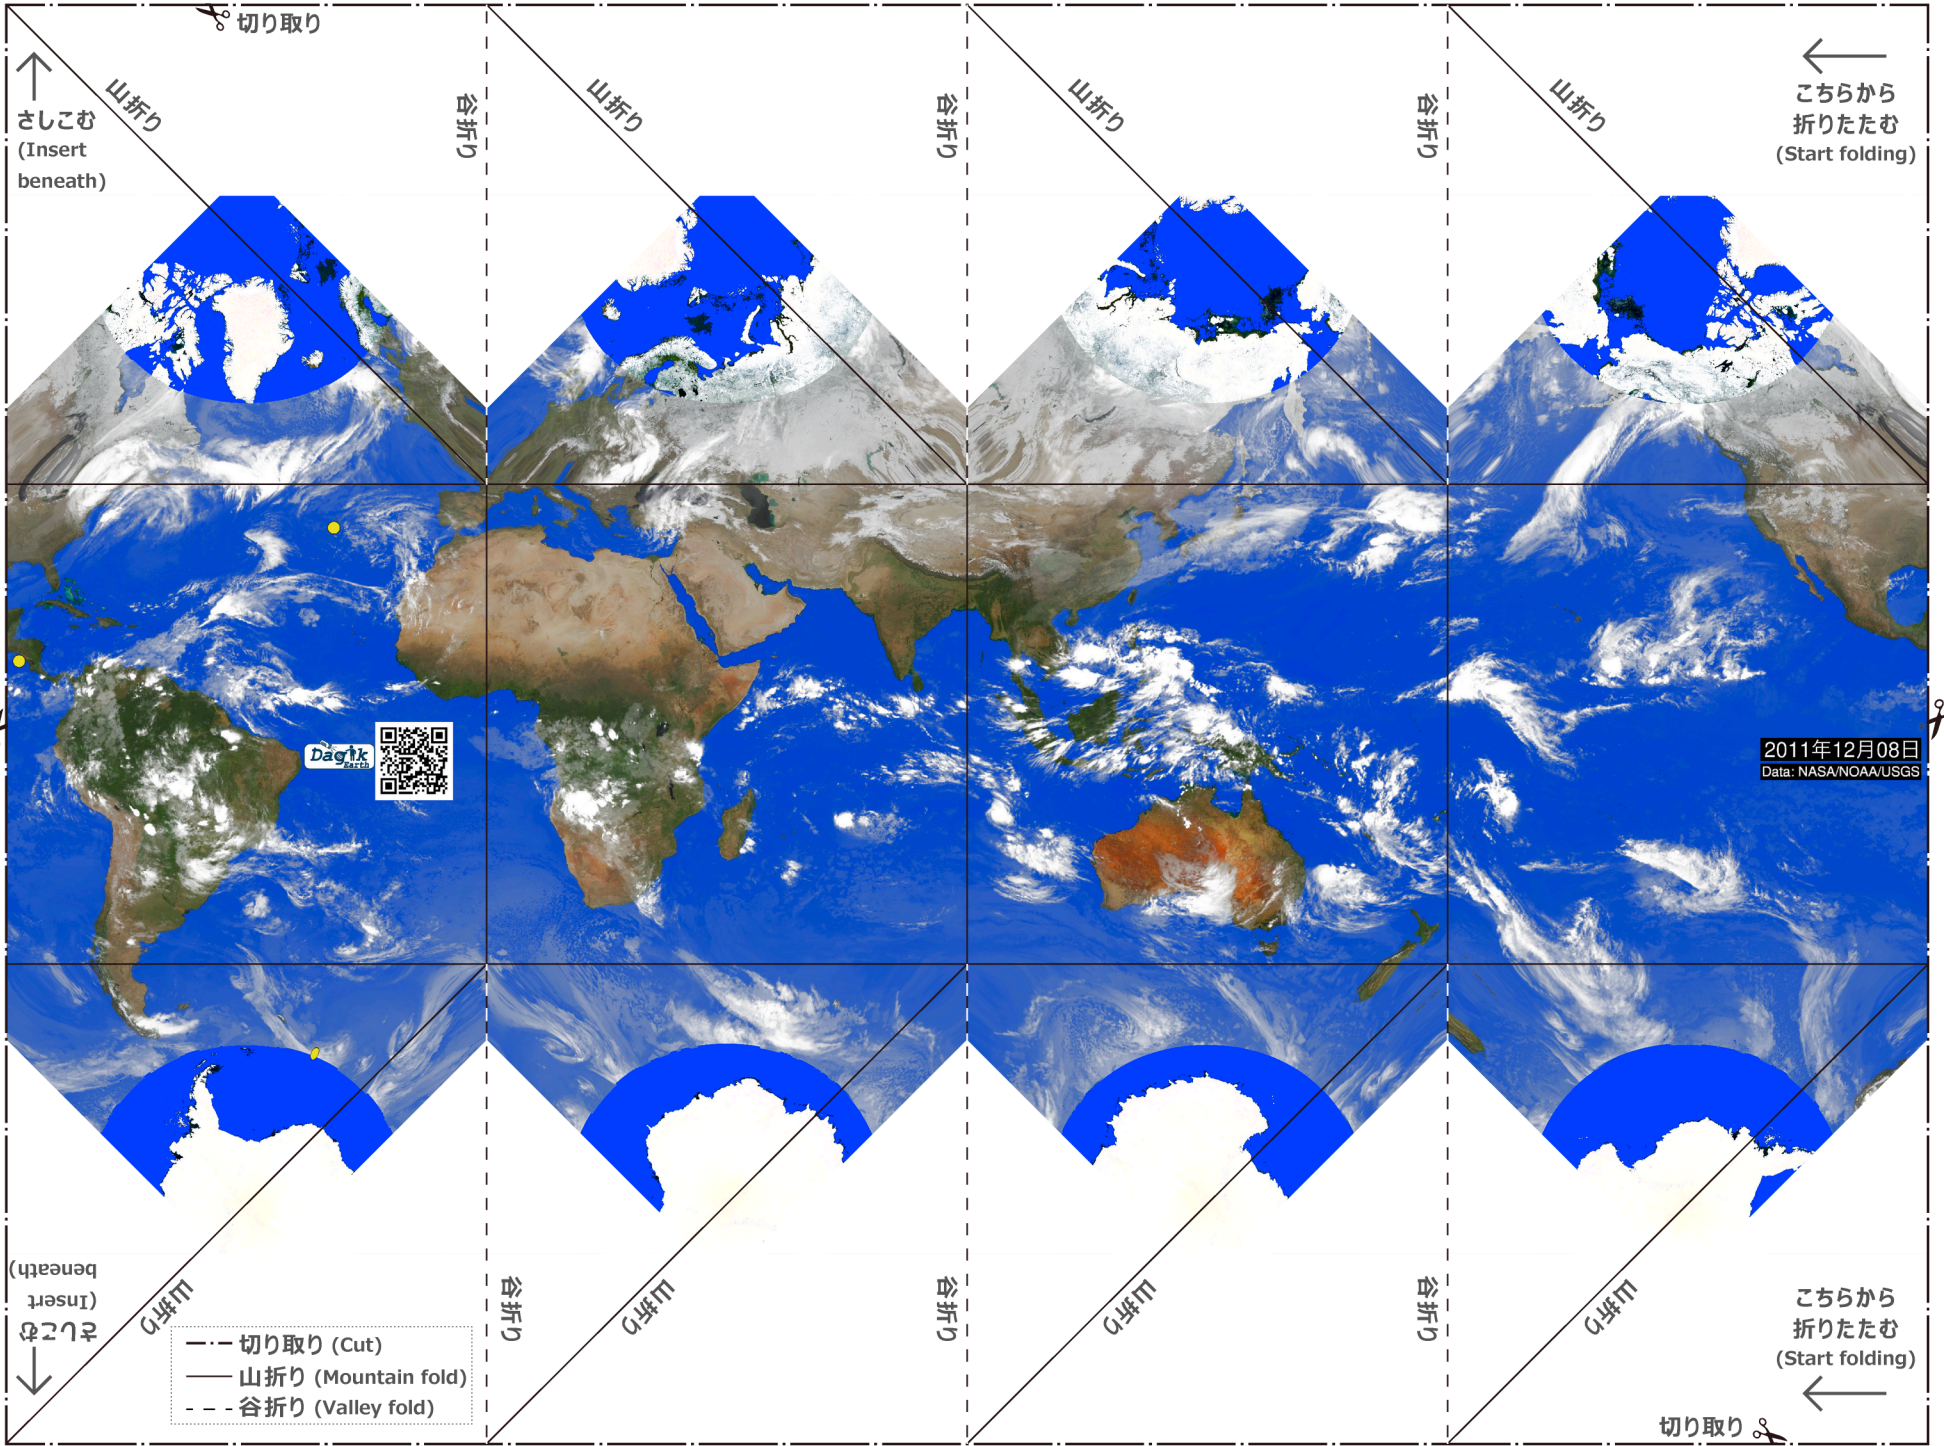 切り取り
山折り
谷折り
山折り
谷折り
山折り
谷折り
山折り
さしこむ
(Insert
beneath)
こちらから
折りたたむ
(Start folding)
Dagik
Earth
2011年12月08日
Data: NASA/NOAA/USGS
さしこむ
(Insert
beneath)
山折り
谷折り
山折り
谷折り
山折り
谷折り
山折り
こちらから
折りたたむ
(Start folding)
切り取り (Cut)
山折り (Mountain fold)
谷折り (Valley fold)
切り取り